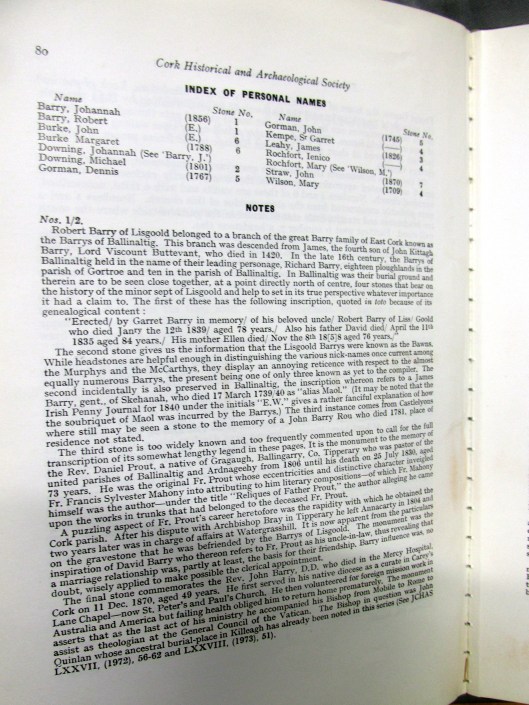 80
Cork Historical and Archaeological Society
INDEX OF PERSONAL NAMES
Name Stone No.
Barry, Johannah (1856) 1
Barry, Robert (E.) 1
Burke, John (E.) 6
Burke Margaret (1788) 6
Downing, Johannah (See 'Barry, J.')
Downing, Michael (1801) 2
Gorman, Dennis (1767) 5
Name Stone No.
Gorman, John (1745) 5
Kempe, Sr Garret (——) 4
Leahy, James (1826) 3
Rochfort, Ienico (——) 4
Rochfort, Mary (See 'Wilson, M.')
Straw, John (1870) 7
Wilson, Mary (1709) 4
NOTES
Nos. 1/2.
Robert Barry of Lisgoold belonged to a branch of the great Barry family of East Cork known as
the Barrys of Ballinaltig. This branch was descended from James, the fourth son of John Kittagh
Barry, Lord Viscount Buttevant, who died in 1420. In the late 16th century, the Barrys of
Ballinaltig held in the name of their leading personage, Richard Barry, eighteen ploughlands in the
parish of Gortroe and ten in the parish of Ballinaltig. In Ballinaltig was their burial ground and
therein are to be seen close together, at a point directly north of centre, four stones that bear on
the history of the minor sept of Lisgoold and help to set in its true perspective whatever importance
it had a claim to. The first of these has the following inscription, quoted in toto because of its
genealogical content :
"Erected/ by Garret Barry in memory/ of his beloved uncle/ Robert Barry of Lis/ Goold
who died Janry the 12th 1839/ aged 78 years,/ Also his father David died/ April the 11th
1835 aged 84 years,/ His mother Ellen died/ Nov the 8th 18[5]8 aged 76 years,"
The second stone gives us the information that the Lisgoold Barrys were known as the Bawns.
While headstones are helpful enough in distinguishing the various nick-names once current among
the Murphys and the McCarthys, they display an annoying reticence with respect to the almost
equally numerous Barrys, the present being one of only three known as yet to the compiler. The
second incidentally is also preserved in Ballinaltig, the inscription whereon refers to a James
Barry, gent., of Skehanah, who died 17 March 1739/40 as "alias Maol." (It may be noted that the
Irish Penny Journal for 1840 under the initials "E.W." gives a rather fanciful explanation of how
the soubriquet of Maol was incurred by the Barrys.) The third instance comes from Castlelyons
where still may be seen a stone to the memory of a John Barry Rou who died 1781, place of
residence not stated.
The third stone is too widely known and too frequently commented upon to call for the full
transcription of its somewhat lengthy legend in these pages, It is the monument to the memory of
the Rev. Daniel Prout, a native of Gragaugh, Ballingarry, Co. Tipperary who was pastor of the
united parishes of Ballintig and Ardnageehy from 1806 until his death on 25 July 1830, aged
73 years. He was the original Fr. Prout whose eccentricities and distinctive character inveigled
Fr. Francis Sylvester Mahony into attributing to him literary compositions—of which Fr. Mahony
himself was the author—under the title "Reliques of Father Prout," the author alleging he came
upon the works in trunks that had belonged to the deceased Fr. Prout.
A puzzling aspect of Fr. Prout's career heretofore was the rapidity with which he obtained the
Cork parish. After his dispute with Archbishop Bray in Tipperary he left Annacarty in 1804 and
two years later was in charge of affairs at Watergrasshill. It is now apparent from the particulars
on the gravestone that he was befriended by the Barrys of Lisgoold. The monument was the
inspiration of David Barry who thereon refers to Fr. Prout as his uncle-in-law, thus revealing that
a marriage relationship was, partly at least, the basis for their friendship. Barry influence was, no
doubt, wisely applied to make possible the clerical appointment.
The final stone commemorates the Rev. John Barry, D.D, who died in the Mercy Hospital,
Cork on 11 Dec. 1870, aged 49 years. He first served in his native diocese as a curate in Carey's
Lane Chapel—now St. Peter's and Paul's Church. He then volunteered for foreign mission work in
Australia and America but failing health obliged him to return home prematurely. The monument
asserts that as the last act of his ministry he accompanied his Bishop from Mobile to Rome to
assist as theologian at the General Council of the Vatican. The Bishop in question was John
Quinlan whose ancestral burial-place in Killeagh has already been noted in this series (See JCHAS
LXXVII, (1972), 56-62 and LXXVIII, (1973), 51).